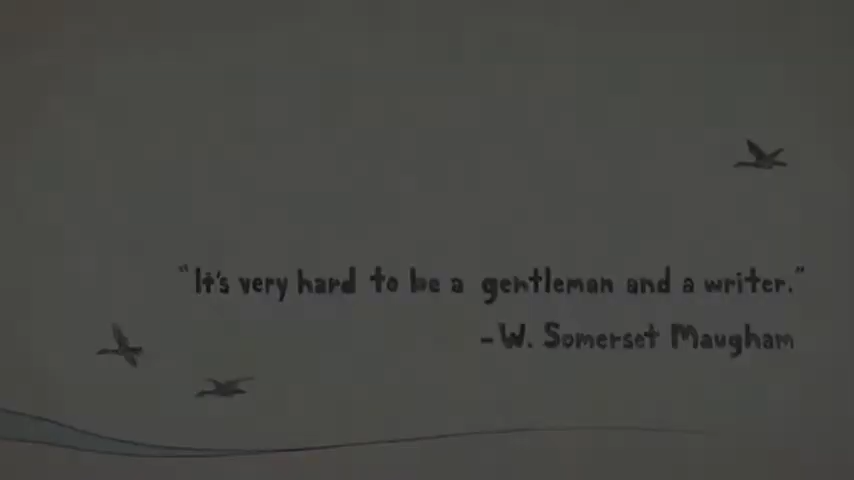 "It's very hard to be a gentleman and a writer."
-W. Somerset Maugham